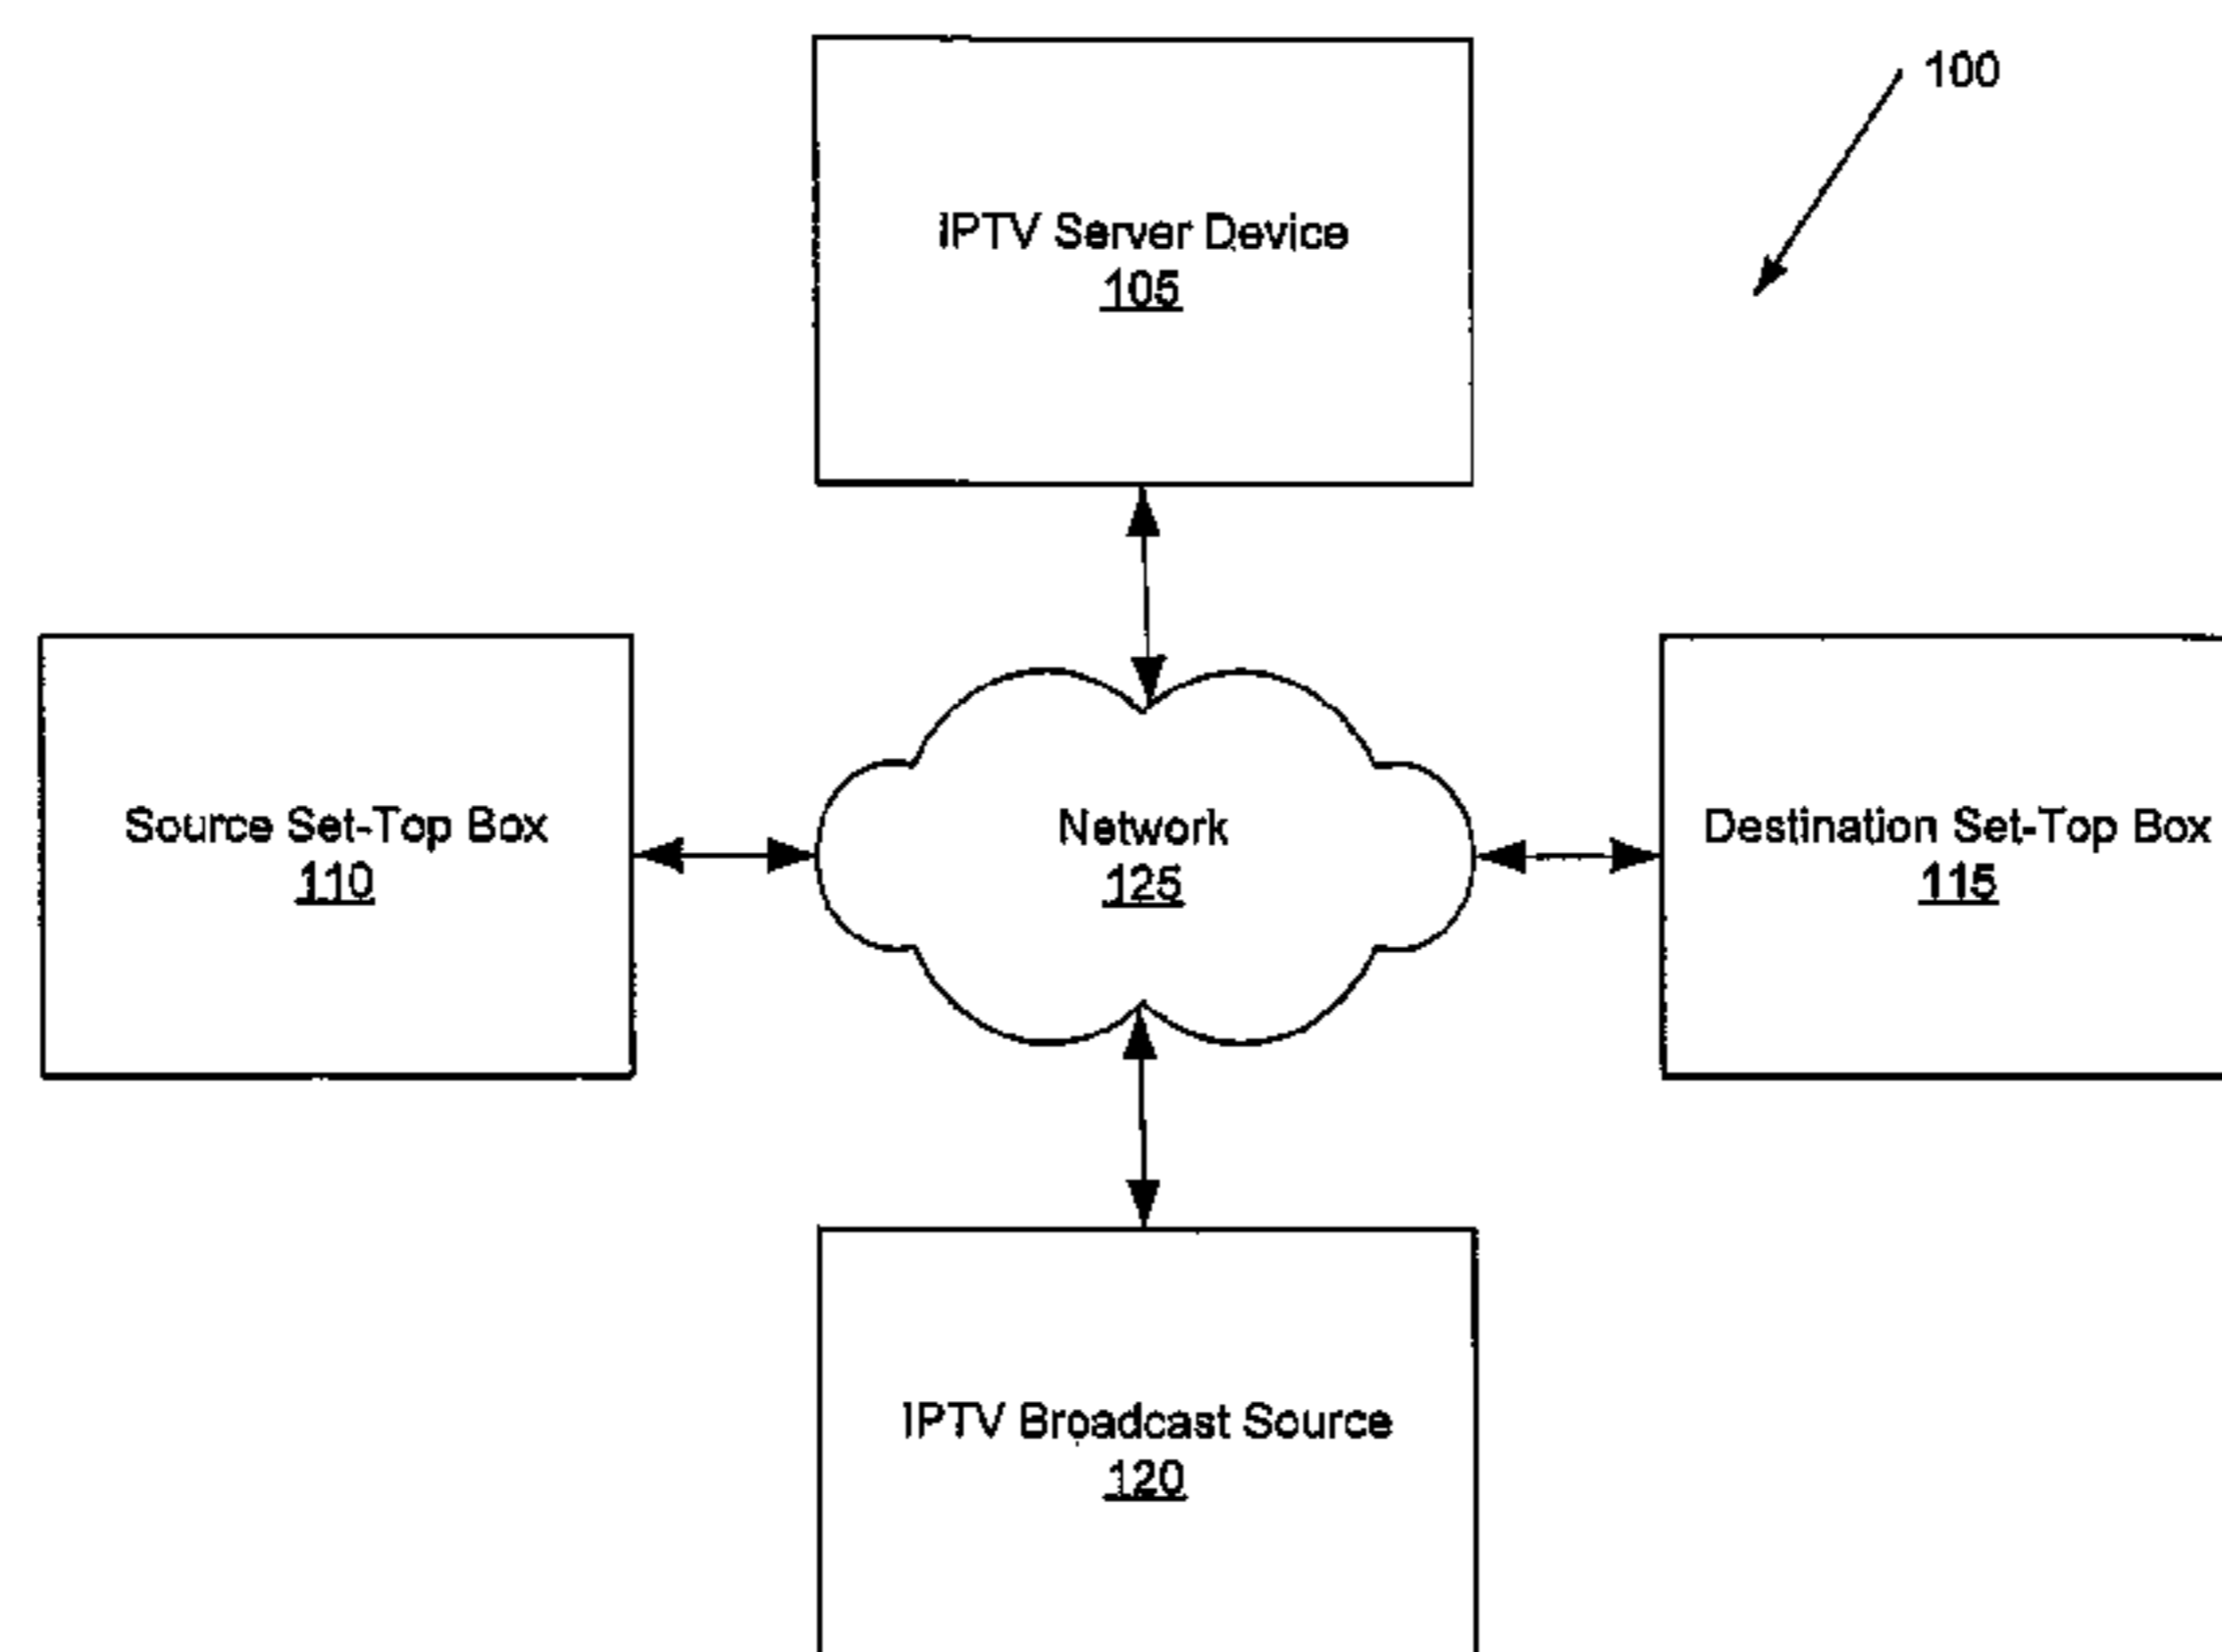 100
IPTV Server Device
105
Source Set-Top Box
110
Network
125
Destination Set-Top Box
115
IPTV Broadcast Source
120